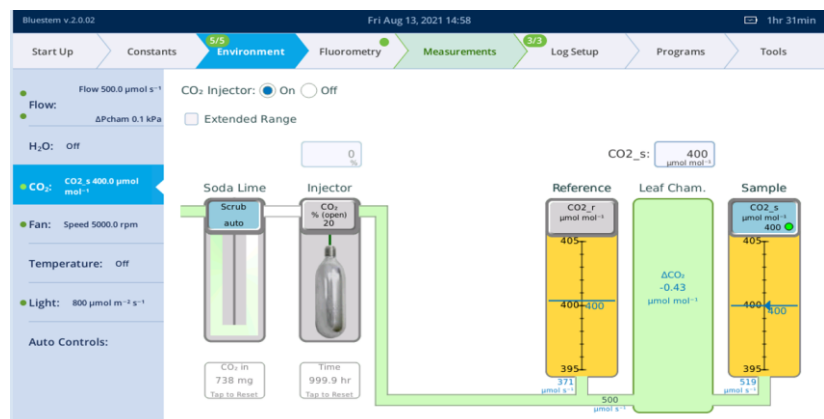 Bluestem v.2.0.02
Fri Aug 13, 2021 14:58
1hr 31min
Start Up
Constants
5/5
Environment
Fluorometry
Measurements
3/3
Log Setup
Programs
Tools
Flow:
Flow 500.0 µmol s⁻¹
ΔPcham 0.1 kPa
H₂O: Off
CO₂: CO2_s 400.0 µmol
mol⁻¹
Fan: Speed 5000.0 rpm
Temperature: Off
Light: 800 µmol m⁻² s⁻¹
Auto Controls:
CO₂ Injector: On Off
Extended Range
0
%
CO2_s: 400
µmol mol⁻¹
Soda Lime
Scrub
auto
CO₂ in
738 mg
Tap to Reset
Injector
CO₂
% (open)
20
Time
999.9 hr
Tap to Reset
Reference
CO2_r
µmol mol⁻¹
405
400 400
395
371
µmol s⁻¹
Leaf Cham.
ΔCO₂
-0.43
µmol mol⁻¹
500
µmol s⁻¹
Sample
CO2_s
µmol mol⁻¹
400
405
400 400
395
519
µmol s⁻¹